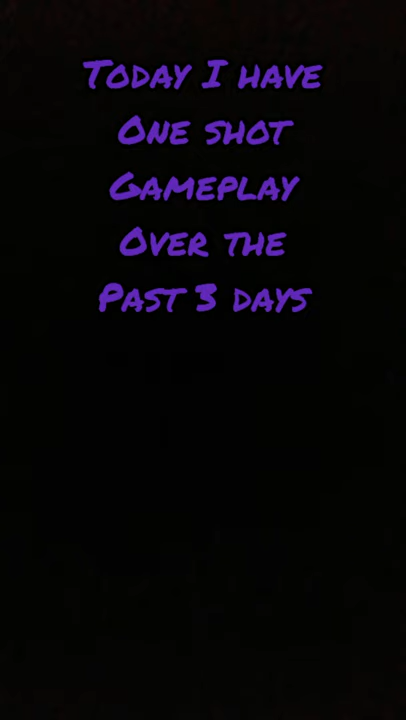 Today I have
One shot
Gameplay
Over the
Past 3 days